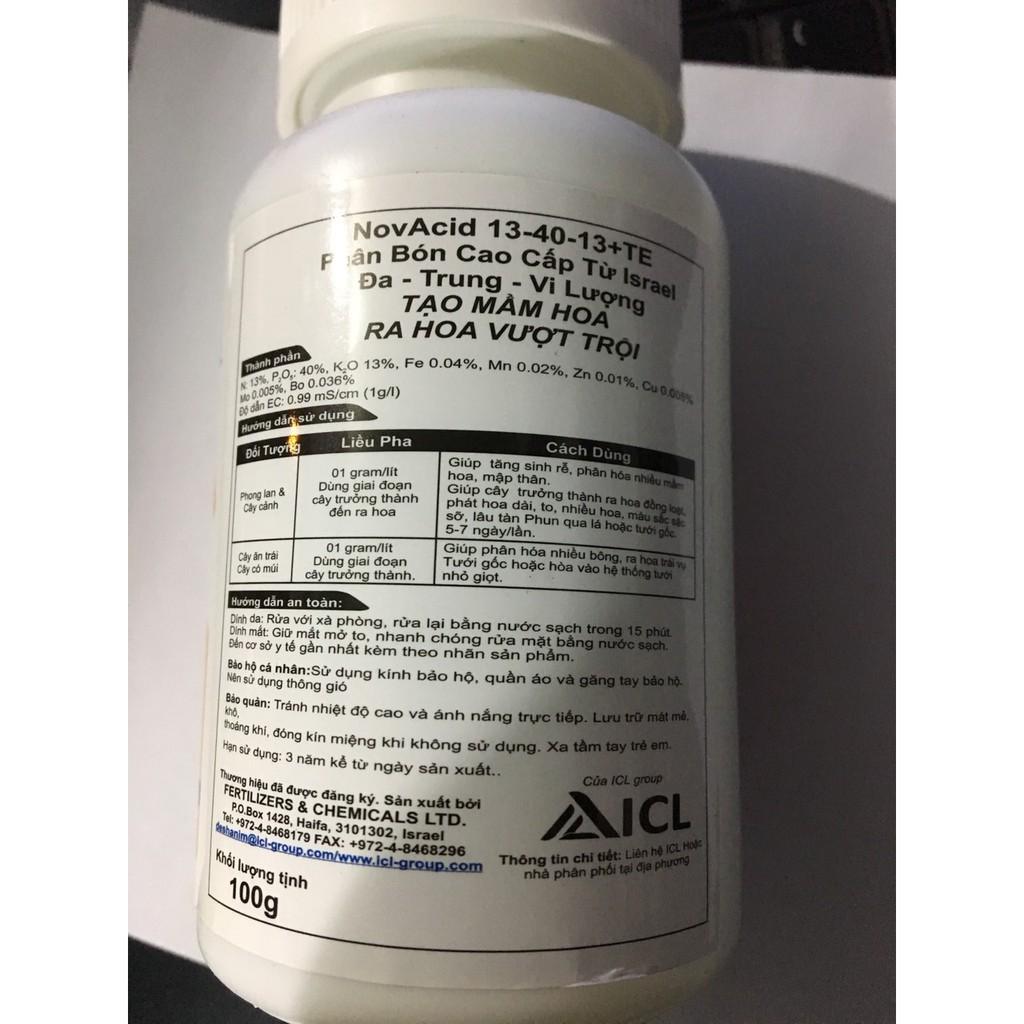 NovAcid 13-40-13+TE
Phân Bón Cao Cấp Từ Israel
Đa - Trung - Vi Lượng
TẠO MẦM HOA
RA HOA VƯỢT TRỘI
Thành phần
N: 13%, P₂O₅: 40%, K₂O 13%, Fe 0.04%, Mn 0.02%, Zn 0.01%, Cu 0.005%
Mo 0.005%, Bo 0.036%
Độ dẫn EC: 0.99 mS/cm (1g/l)
Hướng dẫn sử dụng
Đối Tượng Liều Pha Cách Dùng
Phong lan &
Cây cảnh
01 gram/lít
Dùng giai đoạn
cây trưởng thành
đến ra hoa
Giúp tăng sinh rễ, phân hóa nhiều mầm
hoa, mập thân.
Giúp cây trưởng thành ra hoa đồng loạt,
phát hoa dài, to, nhiều hoa, màu sắc sặc
sỡ, lâu tàn Phun qua lá hoặc tưới gốc.
5-7 ngày/lần.
Cây ăn trái
Cây có múi
01 gram/lít
Dùng giai đoạn
cây trưởng thành.
Giúp phân hóa nhiều bông, ra hoa trái vụ
Tưới gốc hoặc hòa vào hệ thống tưới
nhỏ giọt.
Hướng dẫn an toàn:
Dính da: Rửa với xà phòng, rửa lại bằng nước sạch trong 15 phút.
Dính mắt: Giữ mắt mở to, nhanh chóng rửa mặt bằng nước sạch.
Đến cơ sở y tế gần nhất kèm theo nhãn sản phẩm.
Bảo hộ cá nhân:Sử dụng kính bảo hộ, quần áo và găng tay bảo hộ.
Nên sử dụng thông gió
Bảo quản: Tránh nhiệt độ cao và ánh nắng trực tiếp. Lưu trữ mát mẻ,
khô,
thoáng khí, đóng kín miệng khi không sử dụng. Xa tầm tay trẻ em.
Hạn sử dụng: 3 năm kể từ ngày sản xuất..
Thương hiệu đã được đăng ký. Sản xuất bởi
FERTILIZERS & CHEMICALS LTD.
P.O.Box 1428, Haifa, 3101302, Israel
Tel: +972-4-8468179 FAX: +972-4-8468296
deshanim@icl-group.com/www.icl-group.com
Khối lượng tịnh
100g
Của ICL group
ICL
Thông tin chi tiết: Liên hệ ICL Hoặc
nhà phân phối tại địa phương